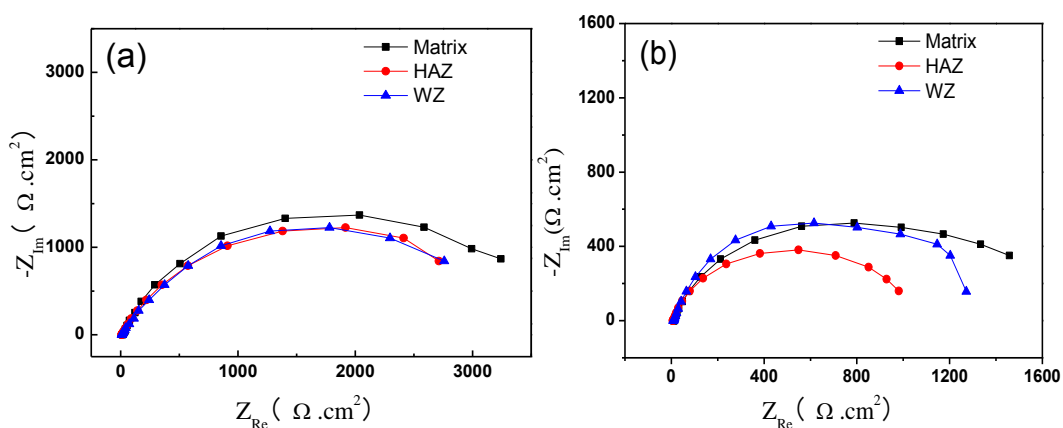 (a)
Matrix
HAZ
WZ
3000
2000
1000
0
-Z_Im( Ω .cm²)
0 1000 2000 3000
Z_Re( Ω .cm²)
(b)
Matrix
HAZ
WZ
1600
1200
800
400
0
-Z_Im(Ω.cm²)
0 400 800 1200 1600
Z_Re( Ω .cm²)